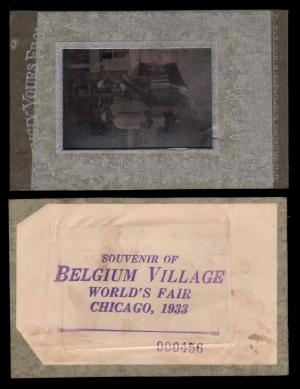 SOUVENIR OF
BELGIUM VILLAGE
WORLD'S FAIR
CHICAGO, 1933
000456